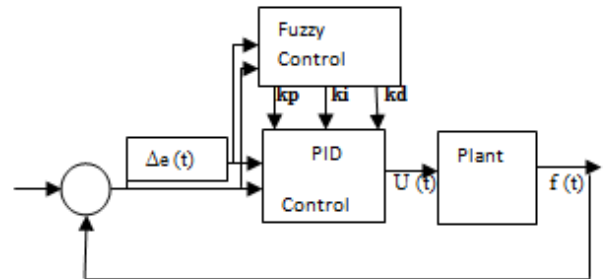 Fuzzy
Control
kp ki kd
Δe (t)
PID
Control
U (t)
Plant
f (t)